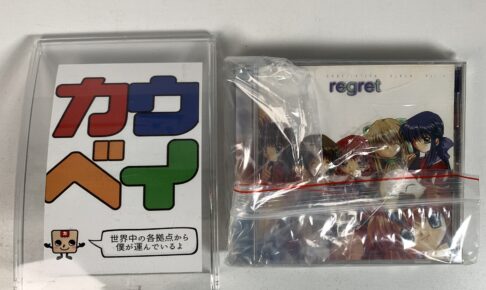 カウ
ベイ
世界中の各拠点から
僕が運んでいるよ
regret